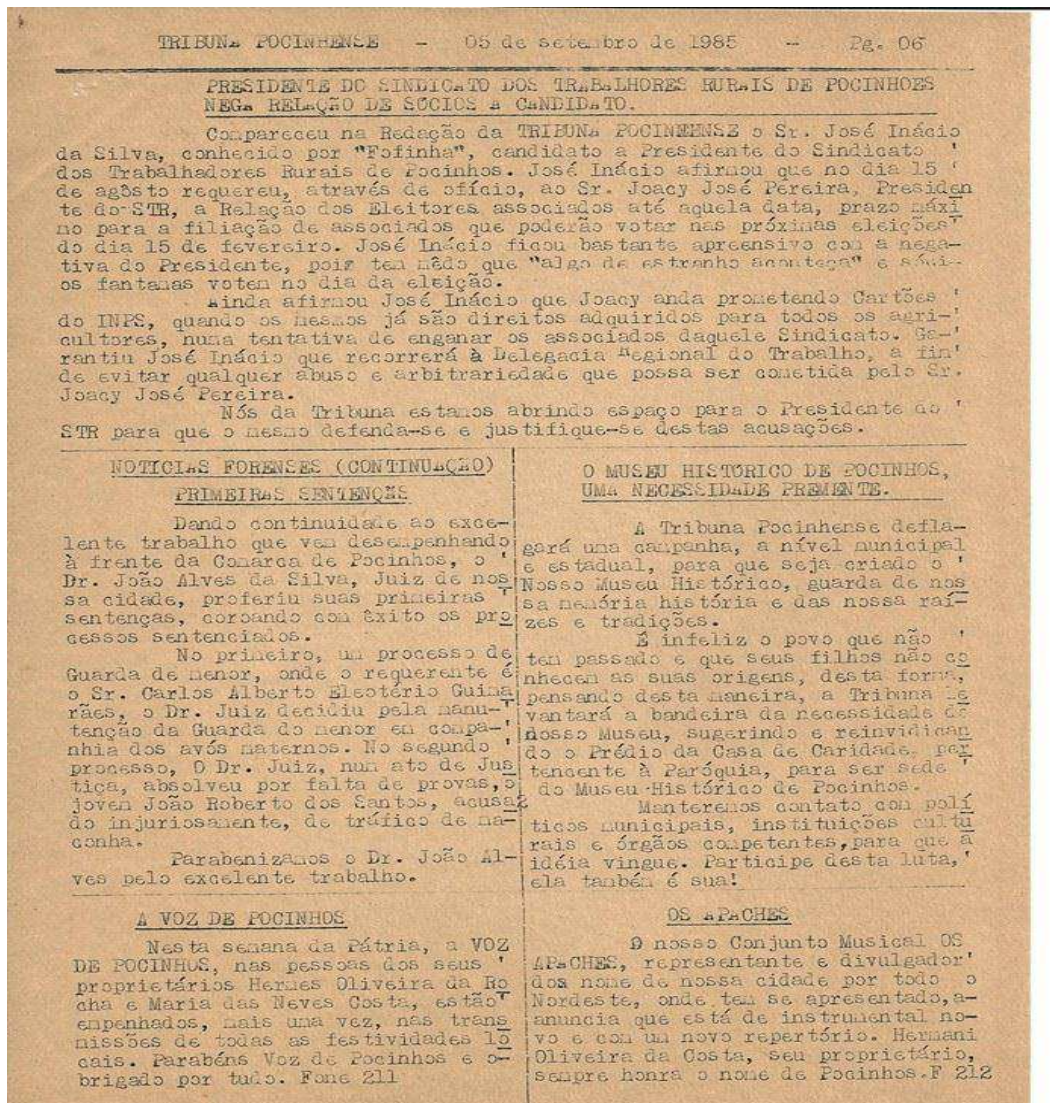 TRIBUNA POCINHENSE - 05 de setembro de 1985 - Pg. 06
PRESIDENTE DO SINDICATO DOS TRABALHORES RURAIS DE POCINHOES
NEGA RELAÇÃO DE SÓCIOS A CANDIDATO.
Compareceu na Redação da TRIBUNA POCINHENSE o Sr. José Inácio
da Silva, conhecido por "Fofinha", candidato a Presidente do Sindicato '
dos Trabalhadores Rurais de Pocinhos. José Inácio afirmou que no dia 15 '
de agôsto requereu, através de ofício, ao Sr. Joacy José Pereira, Presiden
te do-STR, a Relação dos Eleitores associados até aquela data, prazo máxi
mo para a filiação de associados que poderão votar nas próximas eleições'
do dia 15 de fevereiro. José Inácio ficou bastante apreensivo com a nega-
tiva do Presidente, pois tem mêdo que "algo de estranho aconteça" e sóci-
os fantamas votem no dia da eleição.
Ainda afirmou José Inácio que Joacy anda prometendo Cartões '
do INPS, quando os mesmos já são direitos adquiridos para todos os agri-'
cultores, numa tentativa de enganar os associados daquele Sindicato. Ga-'
rantiu José Inácio que recorrerá à Delegacia Regional do Trabalho, a fim'
de evitar qualquer abuso e arbitrariedade que possa ser cometida pelo Sr.
Joacy José Pereira.
Nós da Tribuna estamos abrindo espaço para o Presidente do '
STR para que o mesmo defenda-se e justifique-se destas acusações.
NOTICIAS FORENSES (CONTINUAÇÃO)
PRIMEIRAS SENTENÇAS
Dando continuidade ao exce-
lente trabalho que vem desempenhando
à frente da Comarca de Pocinhos, o '
Dr. João Alves da Silva, Juiz de nos
sa cidade, proferiu suas primeiras '
sentenças, coroando com êxito os pro
cessos sentenciados.
No primeiro, um processo de
Guarda de menor, onde o requerente é
o Sr. Carlos Alberto Eleotério Guima
rães, o Dr. Juiz decidiu pela manu-'
tenção da Guarda do menor em compa-'
nhia dos avós maternos. No segundo '
processo, O Dr. Juiz, num ato de Jus
tiça, absolveu por falta de provas, o
joven João Roberto dos Santos, acusa
do injuriosamente, de tráfico de ma-
conha.
Parabenizamos o Dr. João Al-
ves pelo excelente trabalho.
O MUSEU HISTÓRICO DE POCINHOS,
UMA NECESSIDADE PREMENTE.
A Tribuna Pocinhense defla-
gará uma campanha, a nível municipal
e estadual, para que seja criado o '
Nosso Museu Histórico, guarda de nos
sa memória história e das nossa raí-
zes e tradições.
É infeliz o povo que não '
tem passado e que seus filhos não co
nhecem as suas origens, desta forma,
pensando desta maneira, a Tribuna le
vantará a bandeira da necessidade de
nosso Museu, sugerindo e reinvidican
do o Prédio da Casa de Caridade, per
tencente à Paróquia, para ser sede '
do Museu Histórico de Pocinhos.
Manteremos contato com polí
ticos municipais, instituições cultu
rais e órgãos competentes, para que a
idéia vingue. Participe desta luta,'
ela também é sua!
A VOZ DE POCINHOS
Nesta semana da Pátria, a VOZ
DE POCINHOS, nas pessoas dos seus '
proprietários Hermes Oliveira da Ro
cha e Maria das Neves Costa, estão'
empenhados, mais uma vez, nas trans
missões de todas as festividades lo
cais. Parabéns Voz de Pocinhos e o-
brigado por tudo. Fone 211
OS APACHES
O nosso Conjunto Musical OS
APACHES, representante e divulgador'
dos nome de nossa cidade por todo o
Nordeste, onde tem se apresentado, a-
anuncia que está de instrumental no-
vo e com um novo repertório. Hermani
Oliveira da Costa, seu proprietário,
sempre honra o nome de Pocinhos.F 212